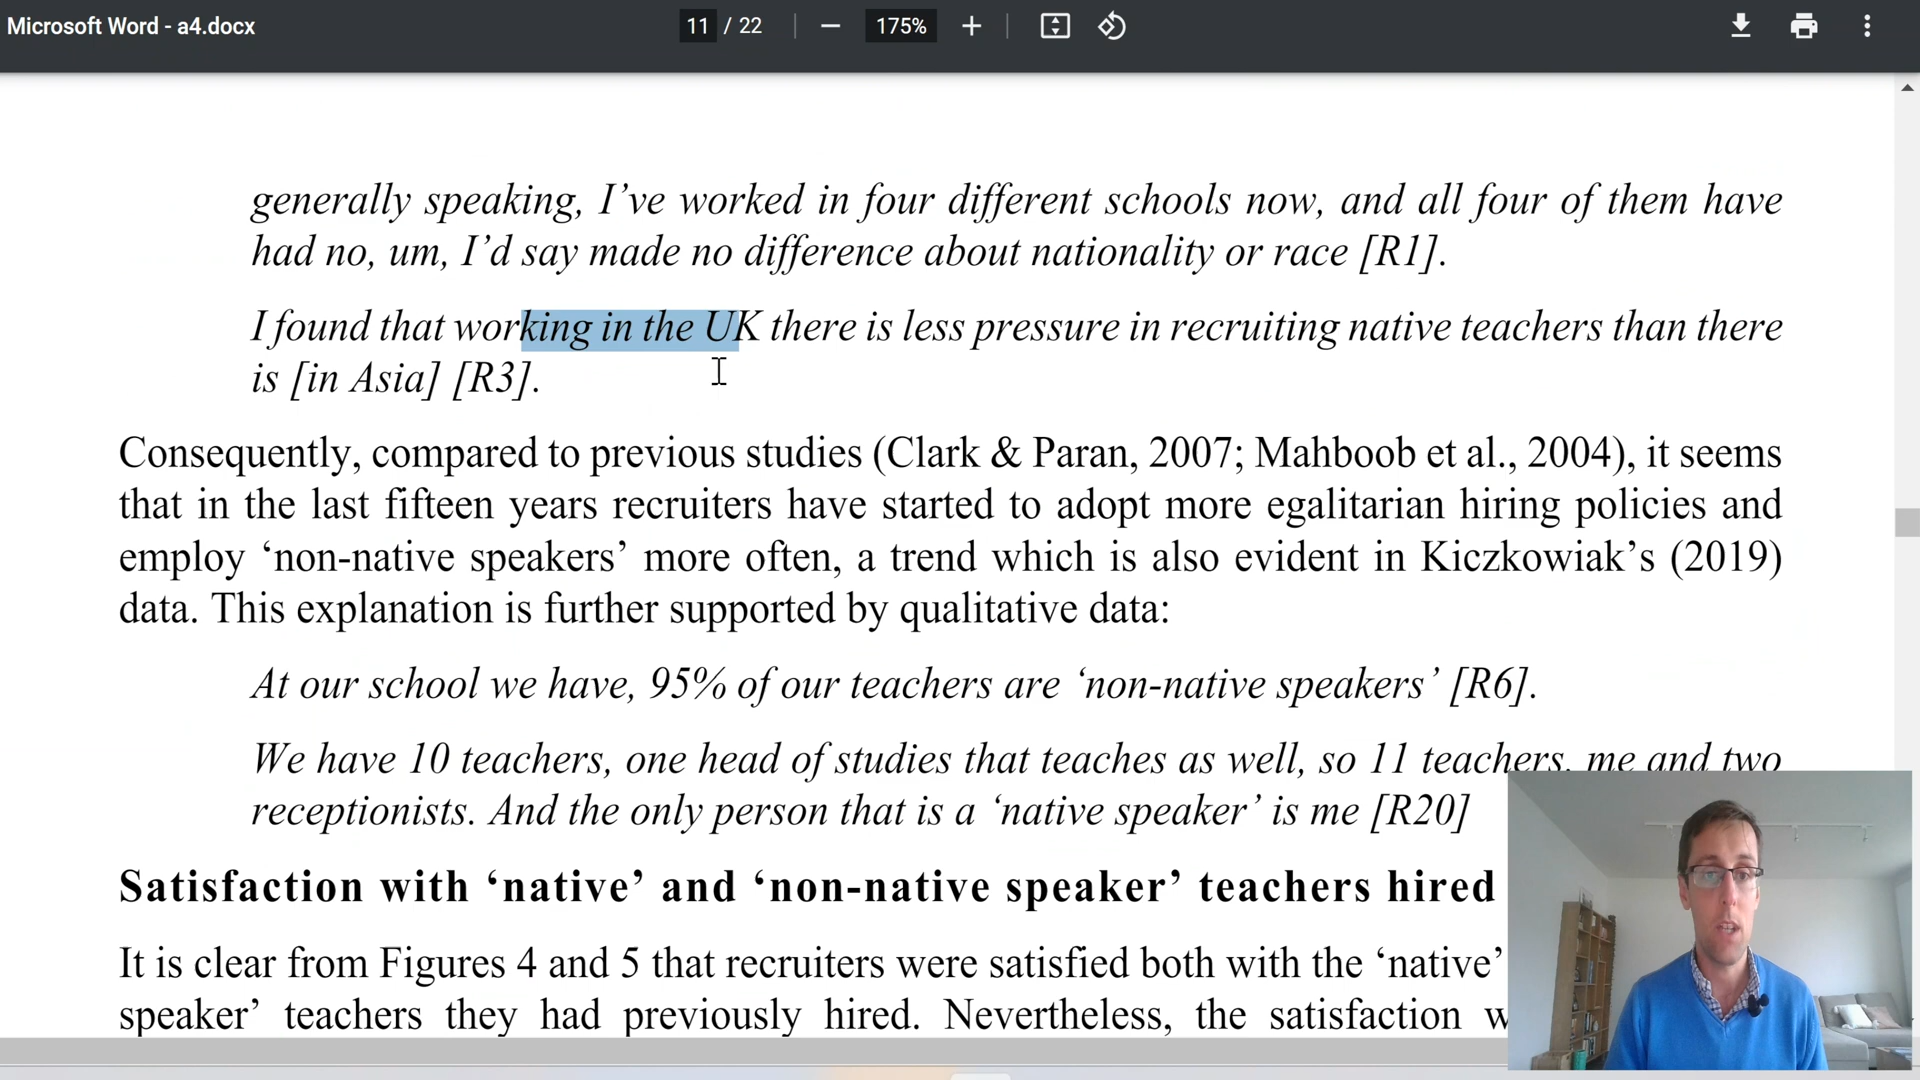 Microsoft Word - a4.docx
11 / 22
175%
generally speaking, I’ve worked in four different schools now, and all four of them have
had no, um, I’d say made no difference about nationality or race [R1].
I found that working in the UK there is less pressure in recruiting native teachers than there
is [in Asia] [R3].
Consequently, compared to previous studies (Clark & Paran, 2007; Mahboob et al., 2004), it seems
that in the last fifteen years recruiters have started to adopt more egalitarian hiring policies and
employ ‘non-native speakers’ more often, a trend which is also evident in Kiczkowiak’s (2019)
data. This explanation is further supported by qualitative data:
At our school we have, 95% of our teachers are ‘non-native speakers’ [R6].
We have 10 teachers, one head of studies that teaches as well, so 11 teachers, me and two
receptionists. And the only person that is a ‘native speaker’ is me [R20]
Satisfaction with ‘native’ and ‘non-native speaker’ teachers hired
It is clear from Figures 4 and 5 that recruiters were satisfied both with the ‘native’
speaker’ teachers they had previously hired. Nevertheless, the satisfaction